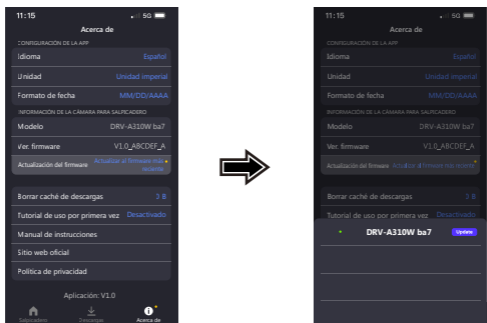 11:15
5G
Acerca de
CONFIGURACIÓN DE LA APP
Idioma
Español
Unidad
Unidad imperial
Formato de fecha
MM/DD/AAAA
INFORMACIÓN DE LA CÁMARA PARA SALPICADERO
Modelo
DRV-A310W ba7
Ver. firmware
V1.0_ABCDEF_A
Actualización del firmware
Actualizar al firmware más
reciente
Borrar caché de descargas
3 B
Tutorial de uso por primera vez
Desactivado
Manual de instrucciones
Sitio web oficial
Política de privacidad
Aplicación: V1.0
Salpicadero
Descargas
Acerca de
11:15
5G
Acerca de
CONFIGURACIÓN DE LA APP
Idioma
Español
Unidad
Unidad imperial
Formato de fecha
MM/DD/AAAA
INFORMACIÓN DE LA CÁMARA PARA SALPICADERO
Modelo
DRV-A310W ba7
Ver. firmware
V1.0_ABCDEF_A
Actualización del firmware
Actualizar al firmware más reciente
Borrar caché de descargas
3 B
Tutorial de uso por primera vez
Desactivado
DRV-A310W ba7
Update